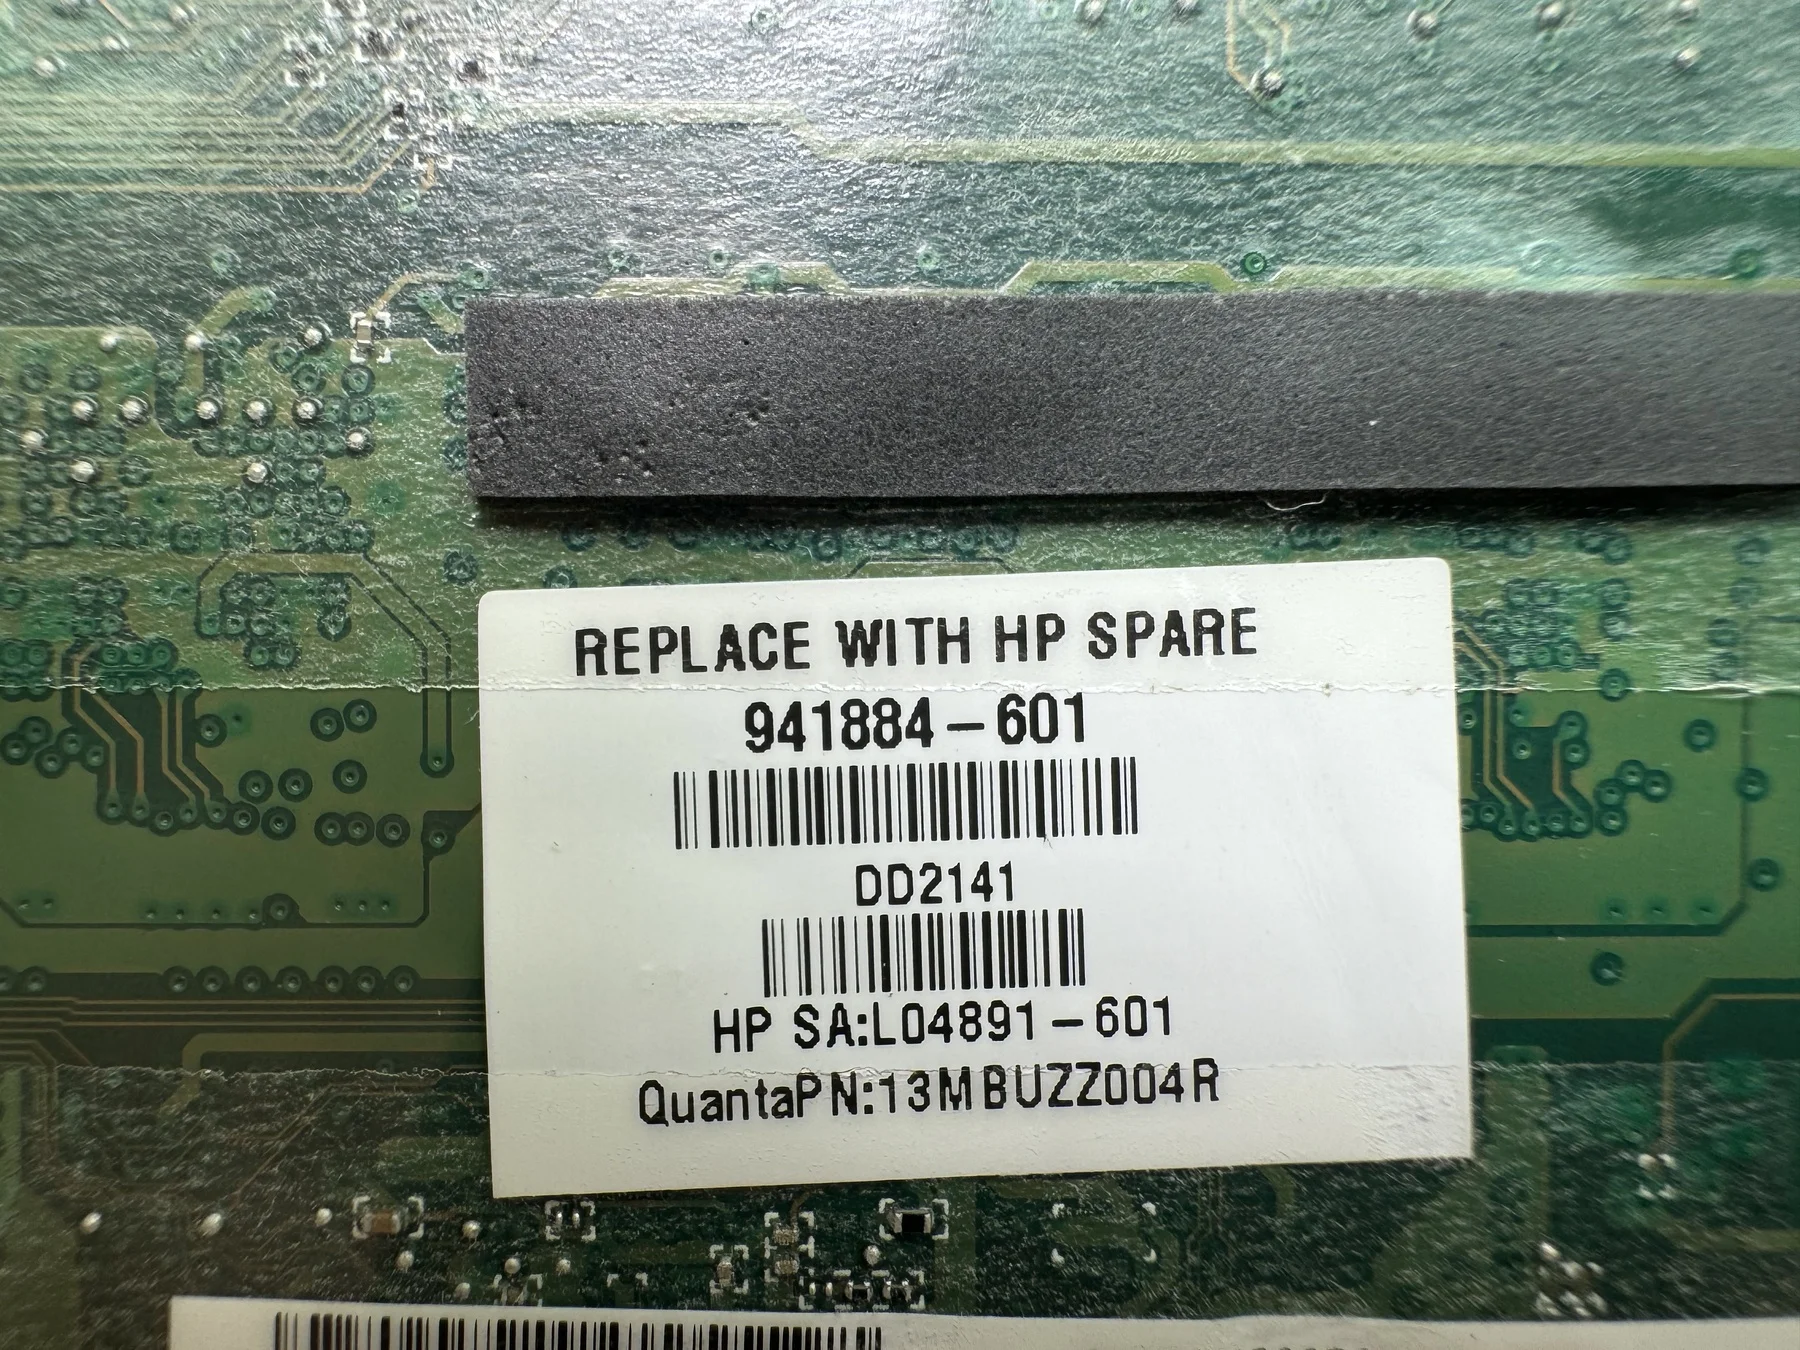 REPLACE WITH HP SPARE
941884-601
DD2141
HP SA:L04891-601
QuantaPN:13MBUZZ004R